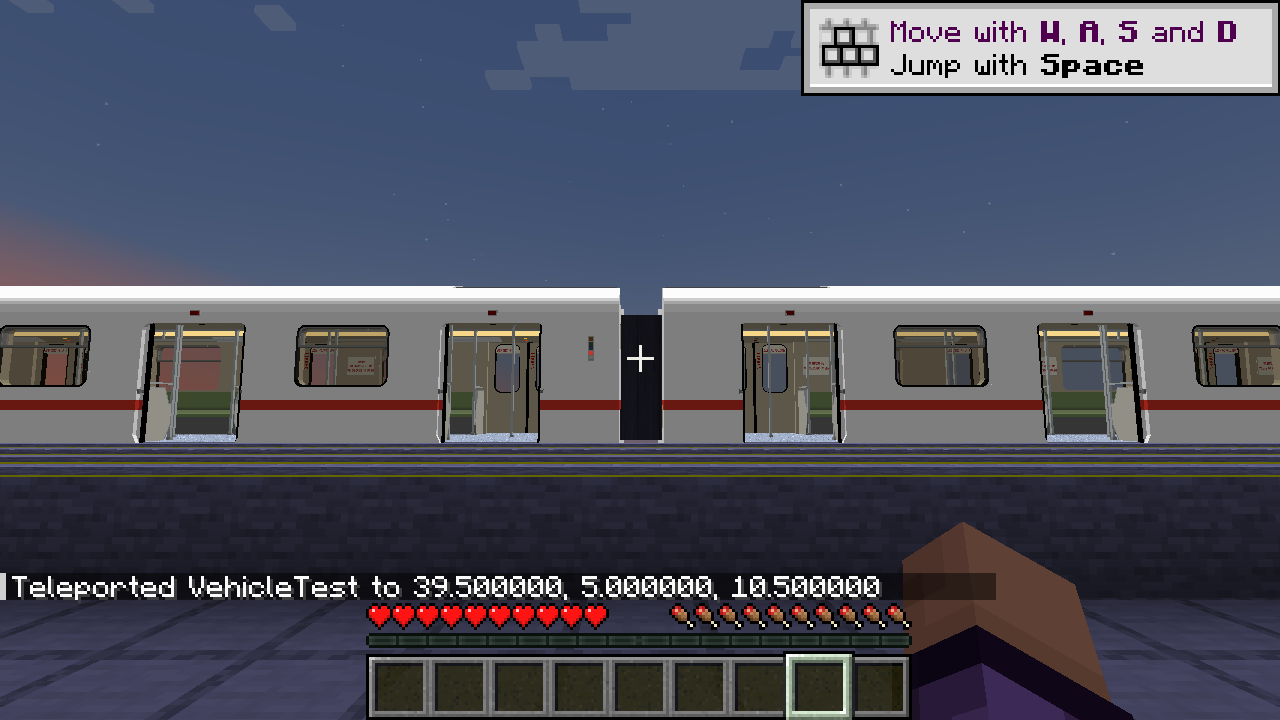 Move with W, A, S and D
Jump with Space
Teleported VehicleTest to 39.500000, 5.000000, 10.500000